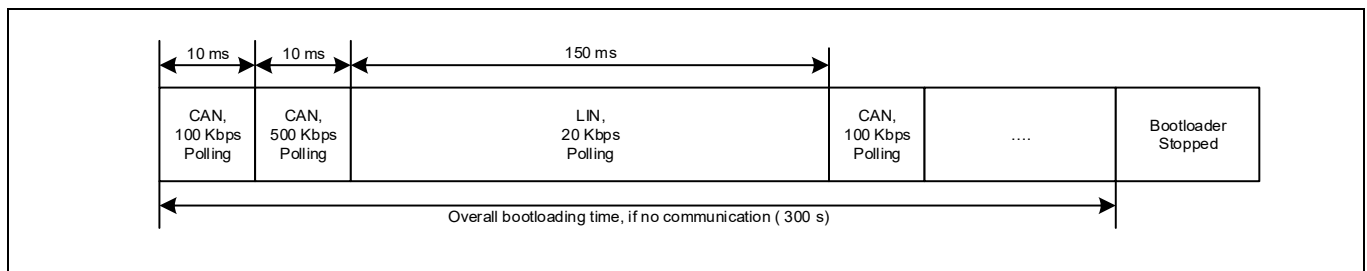 10 ms
10 ms
150 ms
CAN,
100 Kbps
Polling
CAN,
500 Kbps
Polling
LIN,
20 Kbps
Polling
CAN,
100 Kbps
Polling
....
Bootloader
Stopped
Overall bootloading time, if no communication ( 300 s)